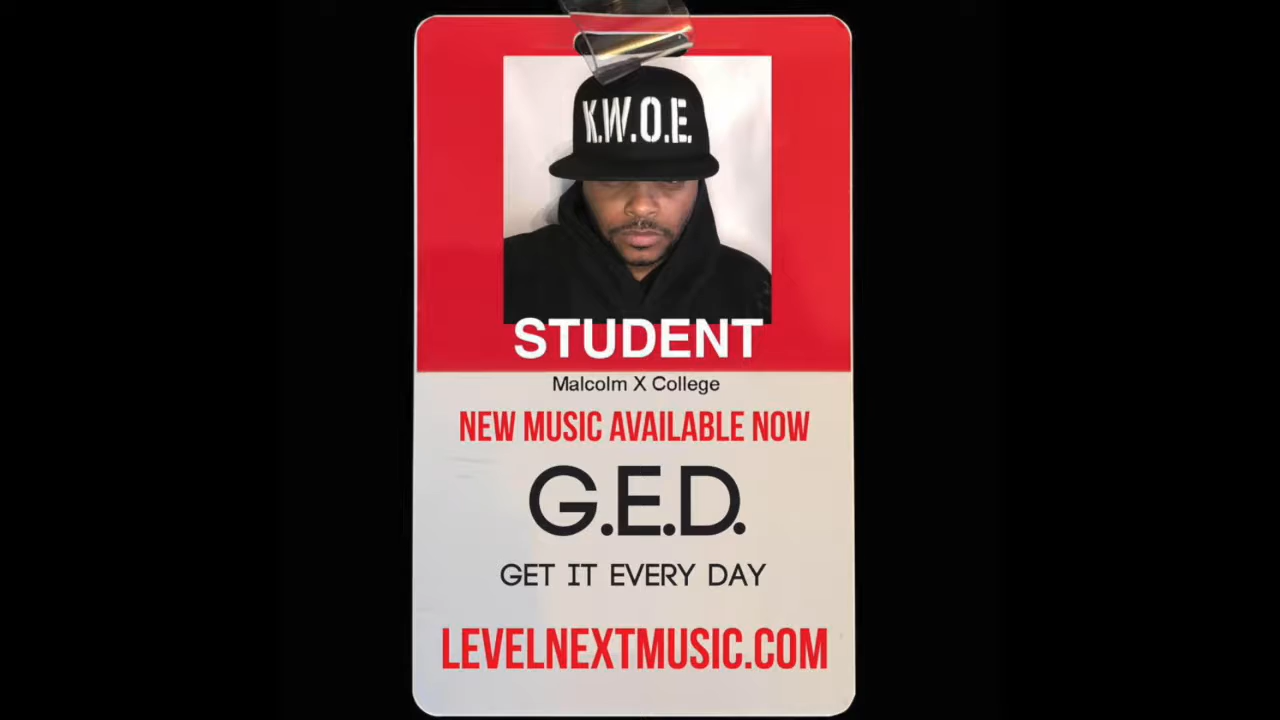 K.W.O.E.
STUDENT
Malcolm X College
NEW MUSIC AVAILABLE NOW
G.E.D.
GET IT EVERY DAY
LEVELNEXTMUSIC.COM